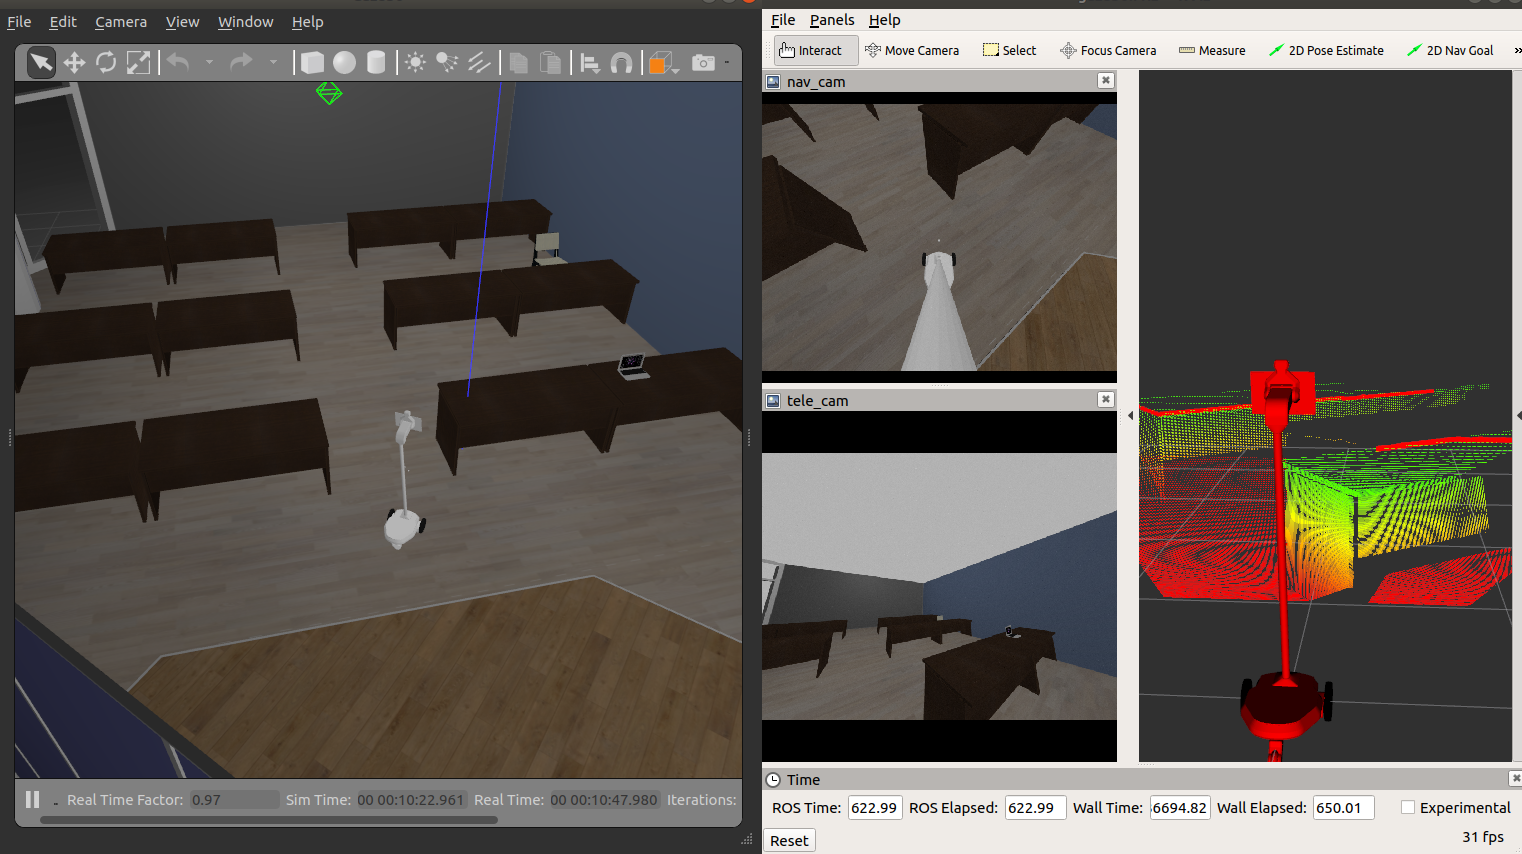 File Edit Camera View Window Help
Real Time Factor: 0.97 Sim Time: 00 00:10:22.961 Real Time: 00 00:10:47.980 Iterations:
File Panels Help
Interact Move Camera Select Focus Camera Measure 2D Pose Estimate 2D Nav Goal »
nav_cam
tele_cam
Time
ROS Time: 622.99 ROS Elapsed: 622.99 Wall Time: 6694.82 Wall Elapsed: 650.01 Experimental
Reset 31 fps